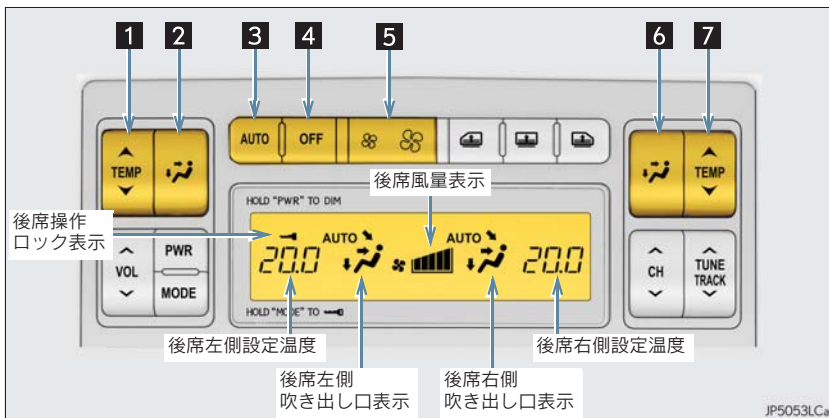 1 2 3 4 5 6 7
AUTO OFF
TEMP
TEMP
後席風量表示
HOLD "PWR" TO DIM
後席操作
ロック表示
AUTO AUTO
20.0 20.0
VOL
PWR
MODE
CH
TUNE
TRACK
HOLD "MODE" TO
後席左側設定温度
後席右側設定温度
後席左側
吹き出し口表示
後席右側
吹き出し口表示
JP5053LCa